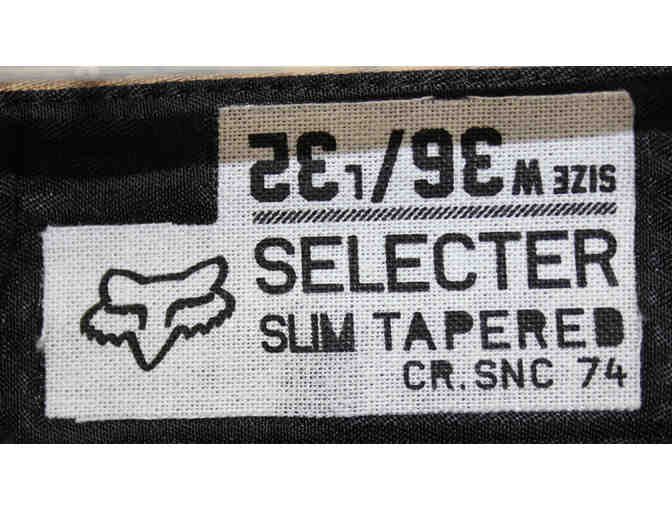 SIZE W 36/L 32
SELECTER
SLIM TAPERED
CR.SNC 74